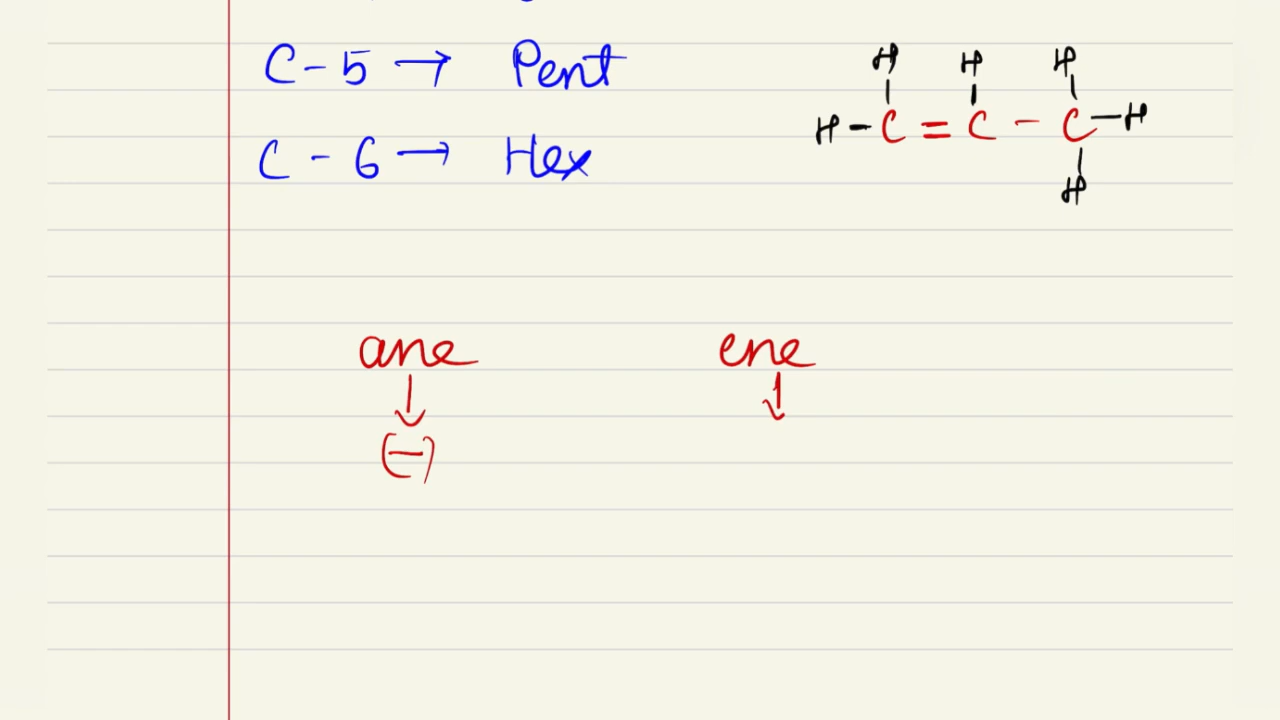 C - 5 → Pent
C - 6 → Hex
H H H
H - C = C - C - H
H
ane ene
↓ ↓
(-)